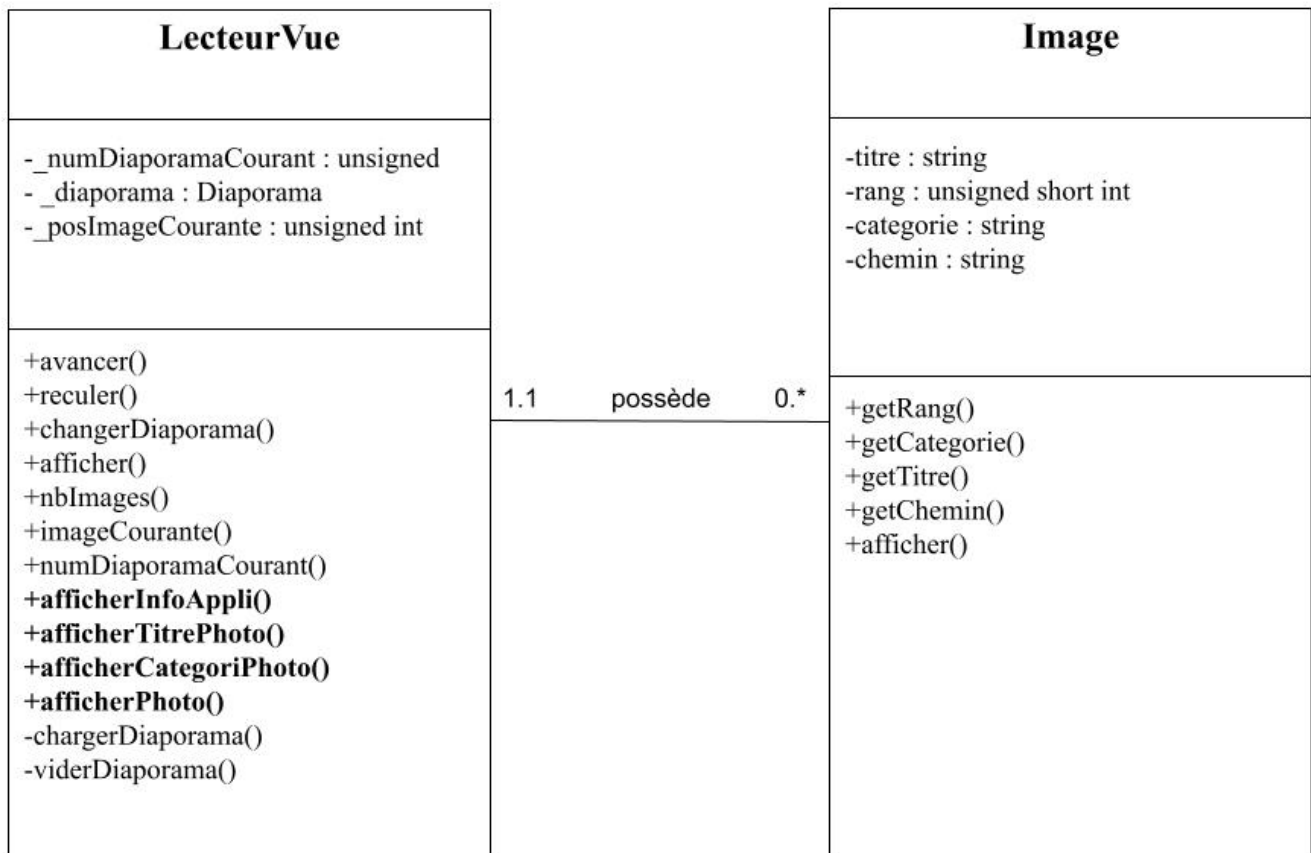 LecteurVue
-_numDiaporamaCourant : unsigned
- _diaporama : Diaporama
-_posImageCourante : unsigned int
+avancer()
+reculer()
+changerDiaporama()
+afficher()
+nbImages()
+imageCourante()
+numDiaporamaCourant()
+afficherInfoAppli()
+afficherTitrePhoto()
+afficherCategoriPhoto()
+afficherPhoto()
-chargerDiaporama()
-viderDiaporama()
1.1 possède 0.*
Image
-titre : string
-rang : unsigned short int
-categorie : string
-chemin : string
+getRang()
+getCategorie()
+getTitre()
+getChemin()
+afficher()